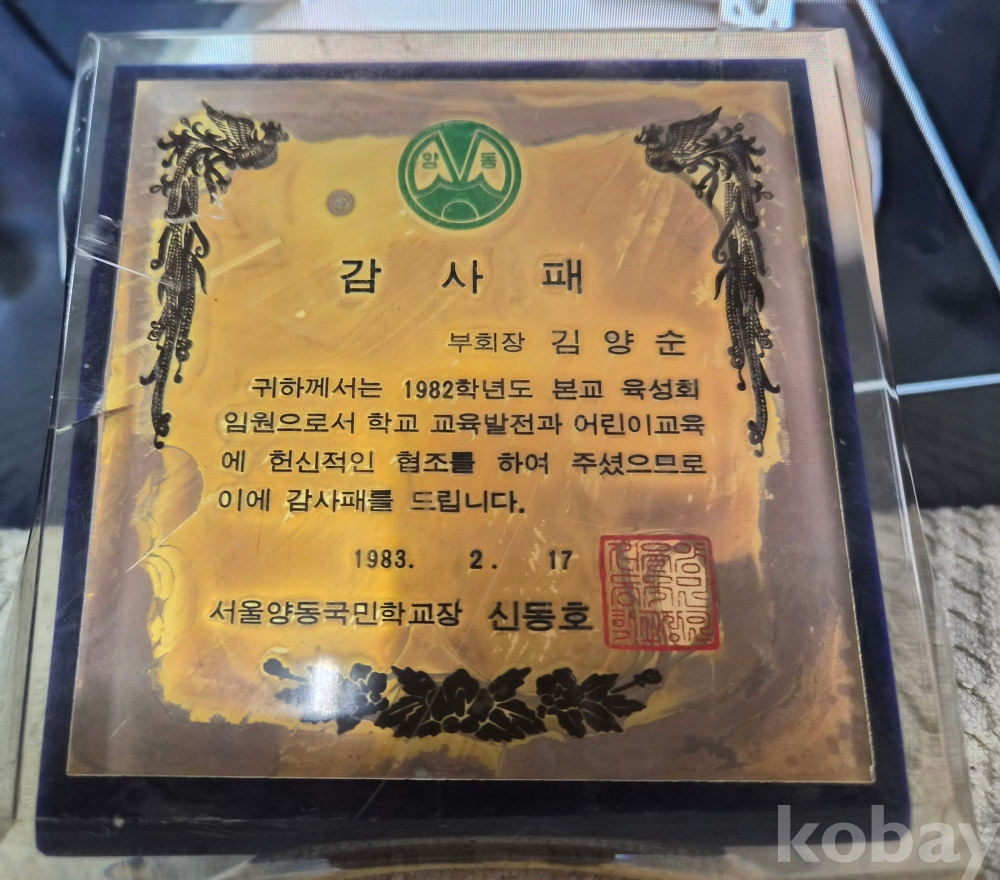 양 동
감 사 패
부회장 김 양 순
귀하께서는 1982학년도 본교 육성회
임원으로서 학교 교육발전과 어린이교육
에 헌신적인 협조를 하여 주셨으므로
이에 감사패를 드립니다.
1983. 2. 17
서울양동국민학교장 신동호
kobay